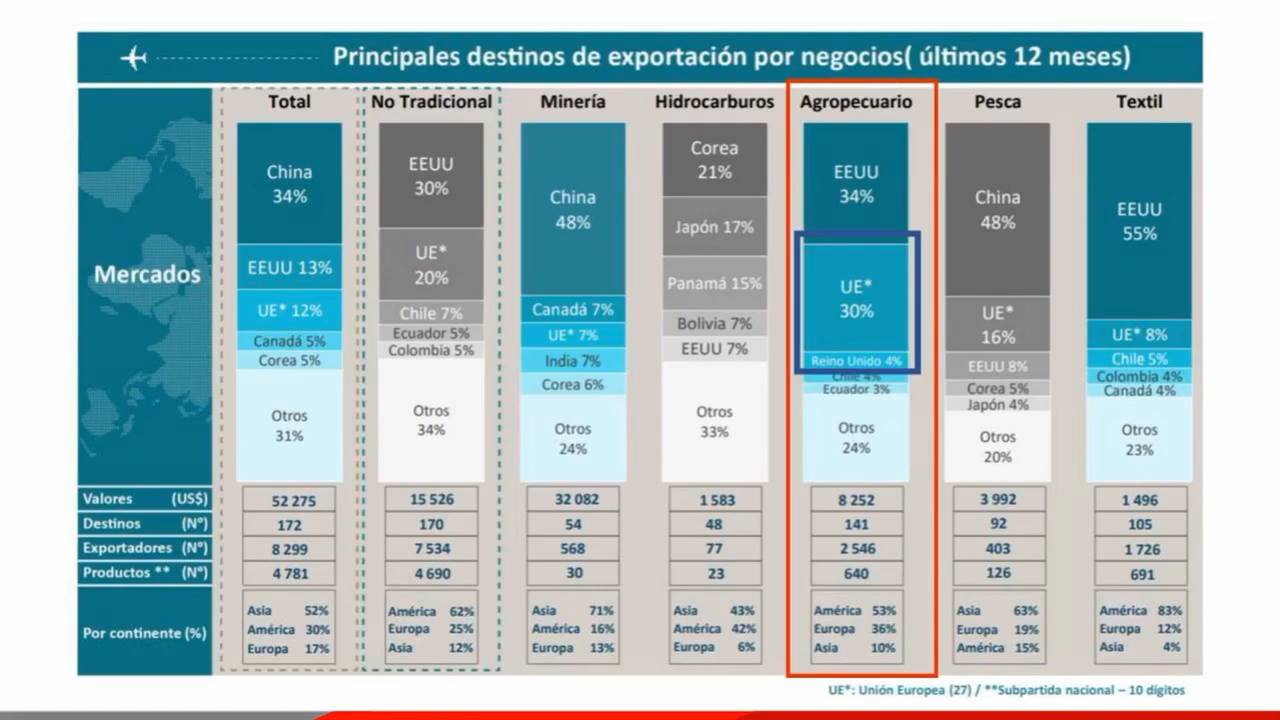 Principales destinos de exportación por negocios( últimos 12 meses)
Total
No Tradicional
Minería
Hidrocarburos
Agropecuario
Pesca
Textil
Mercados
China
34%
EEUU 13%
UE* 12%
Canadá 5%
Corea 5%
Otros
31%
EEUU
30%
UE*
20%
Chile 7%
Ecuador 5%
Colombia 5%
Otros
34%
China
48%
Canadá 7%
UE* 7%
India 7%
Corea 6%
Otros
24%
Corea
21%
Japón 17%
Panamá 15%
Bolivia 7%
EEUU 7%
Otros
33%
EEUU
34%
UE*
30%
Reino Unido 4%
Chile 4%
Ecuador 3%
Otros
24%
China
48%
UE*
16%
EEUU 8%
Corea 5%
Japón 4%
Otros
20%
EEUU
55%
UE* 8%
Chile 5%
Colombia 4%
Canadá 4%
Otros
23%
Valores (US$) 52 275 15 526 32 082 1 583 8 252 3 992 1 496
Destinos (Nº) 172 170 54 48 141 92 105
Exportadores (Nº) 8 299 7 534 568 77 2 546 403 1 726
Productos ** (Nº) 4 781 4 690 30 23 640 126 691
Por continente (%)
Asia 52%
América 30%
Europa 17%
América 62%
Europa 25%
Asia 12%
Asia 71%
América 16%
Europa 13%
Asia 43%
América 42%
Europa 6%
América 53%
Europa 36%
Asia 10%
Asia 63%
Europa 19%
América 15%
América 83%
Europa 12%
Asia 4%
UE*: Unión Europea (27) / **Subpartida nacional – 10 dígitos